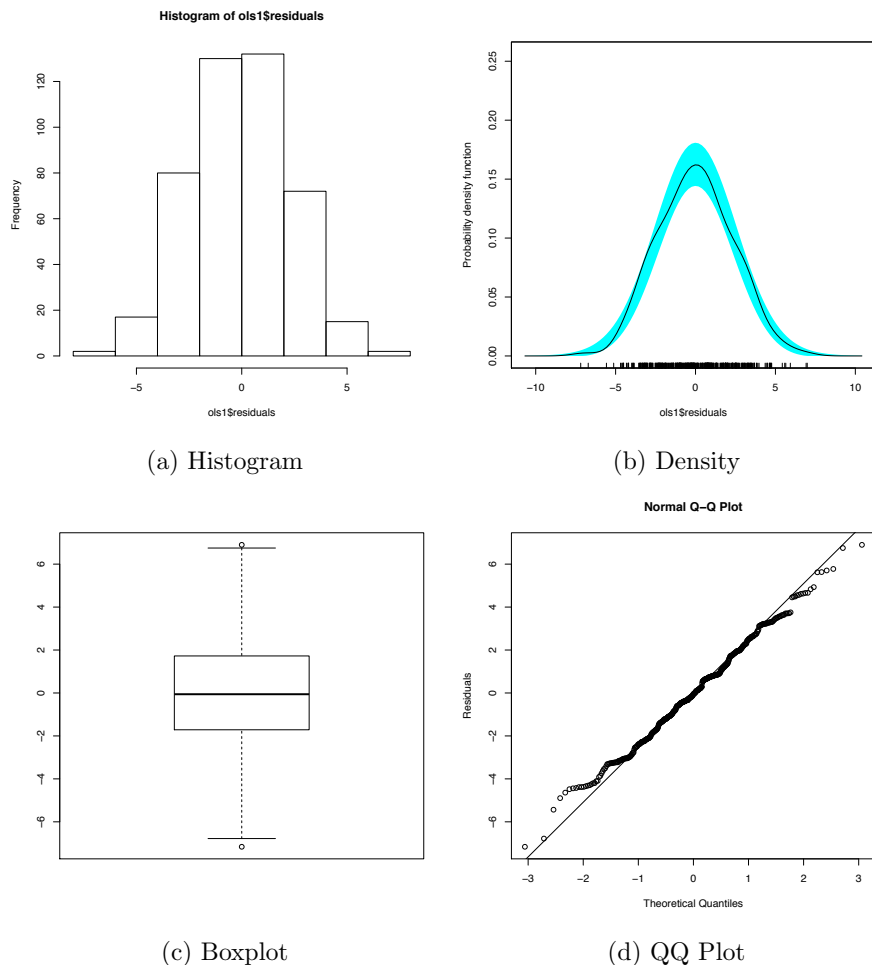 Histogram of ols1$residuals
Frequency
0 20 40 60 80 100 120
−5 0 5
ols1$residuals
(a) Histogram
Probability density function
0.00 0.05 0.10 0.15 0.20 0.25
−10 −5 0 5 10
ols1$residuals
(b) Density
−6 −4 −2 0 2 4 6
(c) Boxplot
Normal Q−Q Plot
Residuals
−6 −4 −2 0 2 4 6
−3 −2 −1 0 1 2 3
Theoretical Quantiles
(d) QQ Plot